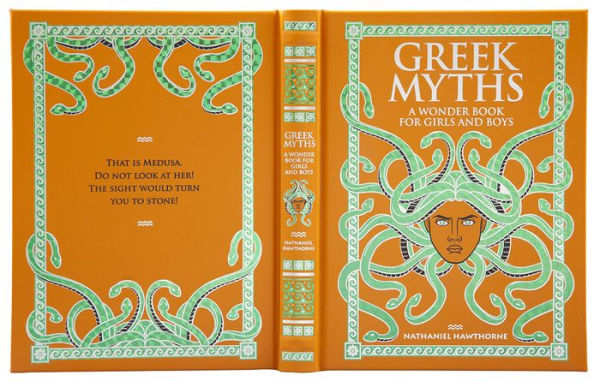 THAT IS MEDUSA.
DO NOT LOOK AT HER!
THE SIGHT WOULD TURN
YOU TO STONE!
GREEK
MYTHS
A WONDER
BOOK FOR
GIRLS
AND BOYS
NATHANIEL
HAWTHORNE
GREEK
MYTHS
A WONDER BOOK
FOR GIRLS AND BOYS
NATHANIEL HAWTHORNE